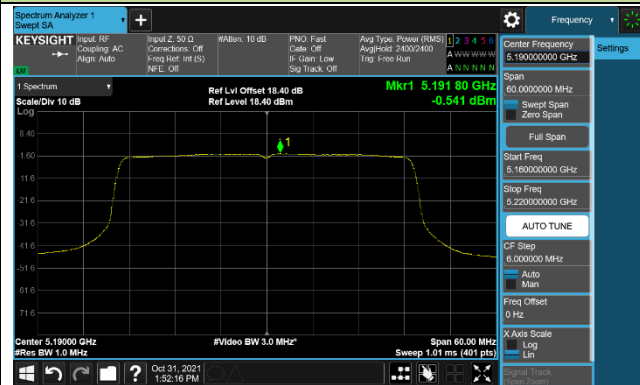 Spectrum Analyzer 1
Swept SA
Frequency
KEYSIGHT
Input: RF
Coupling: AC
Align: Auto
Input Z: 50 Ω
Corrections: Off
Freq Ref: Int (S)
NFE: Off
#Atten: 10 dB
PNO: Fast
Gate: Off
IF Gain: Low
Sig Track: Off
Avg Type: Power (RMS)
Avg|Hold: 2400/2400
Trig: Free Run
1 2 3 4 5 6
A W W W W W
A N N N N N
LM
1 Spectrum
Scale/Div 10 dB
Log
Ref Lvl Offset 18.40 dB
Ref Level 18.40 dBm
Mkr1 5.191 80 GHz
-0.541 dBm
8.40
-1.60
-11.6
-21.6
-31.6
-41.6
-51.6
-61.6
-71.6
1
Center 5.19000 GHz
#Res BW 1.0 MHz
#Video BW 3.0 MHz*
Span 60.00 MHz
Sweep 1.01 ms (401 pts)
Center Frequency
5.190000000 GHz
Settings
Span
60.0000000 MHz
Swept Span
Zero Span
Full Span
Start Freq
5.160000000 GHz
Stop Freq
5.220000000 GHz
AUTO TUNE
CF Step
6.000000 MHz
Auto
Man
Freq Offset
0 Hz
X Axis Scale
Log
Lin
Signal Track
(Span Zoom)
Oct 31, 2021
1:52:16 PM